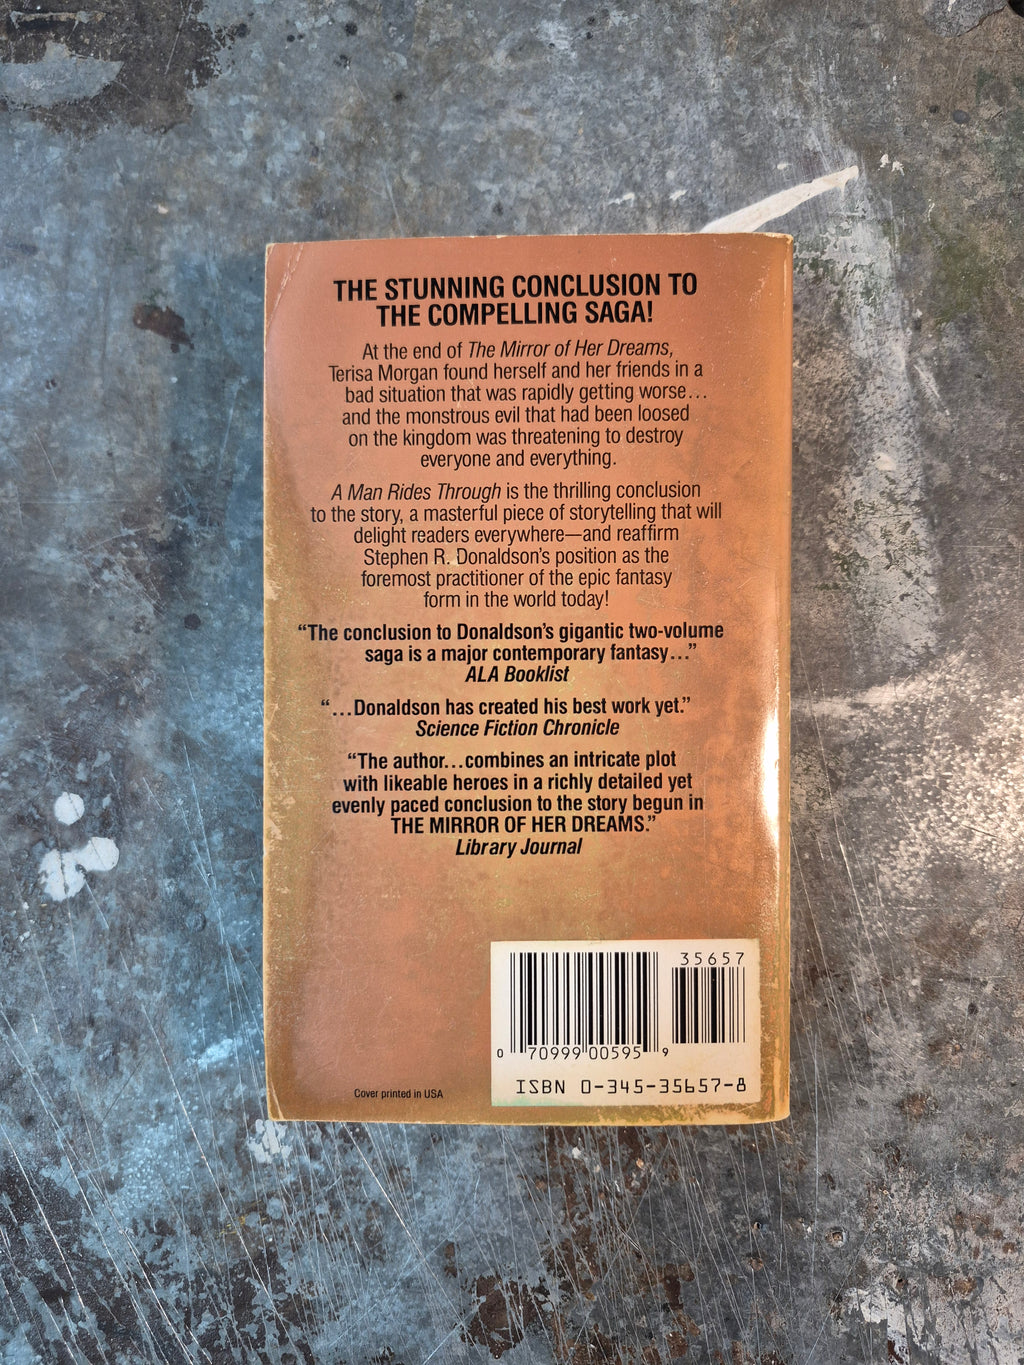 THE STUNNING CONCLUSION TO
THE COMPELLING SAGA!
At the end of The Mirror of Her Dreams,
Terisa Morgan found herself and her friends in a
bad situation that was rapidly getting worse...
and the monstrous evil that had been loosed
on the kingdom was threatening to destroy
everyone and everything.
A Man Rides Through is the thrilling conclusion
to the story, a masterful piece of storytelling that will
delight readers everywhere—and reaffirm
Stephen R. Donaldson's position as the
foremost practitioner of the epic fantasy
form in the world today!
“The conclusion to Donaldson's gigantic two-volume
saga is a major contemporary fantasy...”
ALA Booklist
“...Donaldson has created his best work yet.”
Science Fiction Chronicle
“The author...combines an intricate plot
with likeable heroes in a richly detailed yet
evenly paced conclusion to the story begun in
THE MIRROR OF HER DREAMS.”
Library Journal
35657
0 70999 00595 9
ISBN 0-345-35657-8
Cover printed in USA